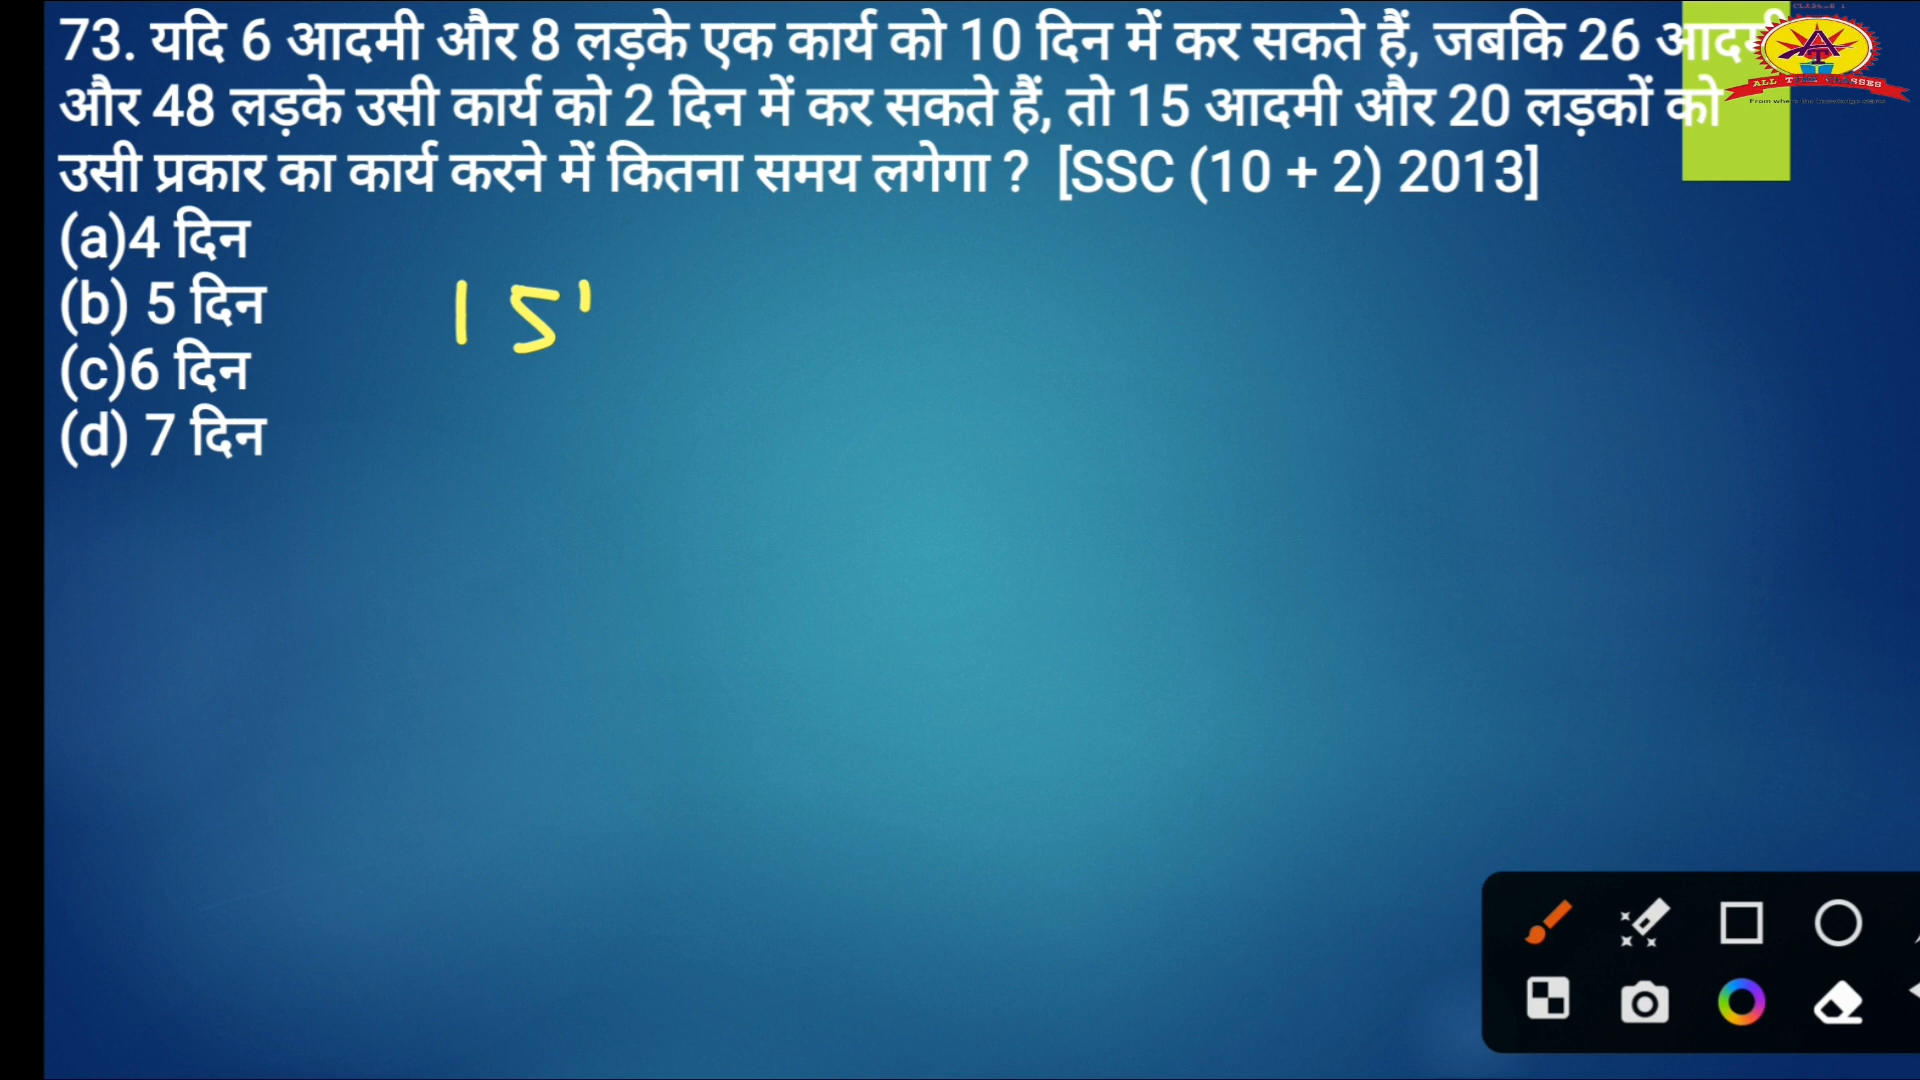 73. यदि 6 आदमी और 8 लड़के एक कार्य को 10 दिन में कर सकते हैं, जबकि 26 आदमी
और 48 लड़के उसी कार्य को 2 दिन में कर सकते हैं, तो 15 आदमी और 20 लड़कों को
उसी प्रकार का कार्य करने में कितना समय लगेगा ? [SSC (10 + 2) 2013]
(a)4 दिन
(b) 5 दिन
(c)6 दिन
(d) 7 दिन
15'